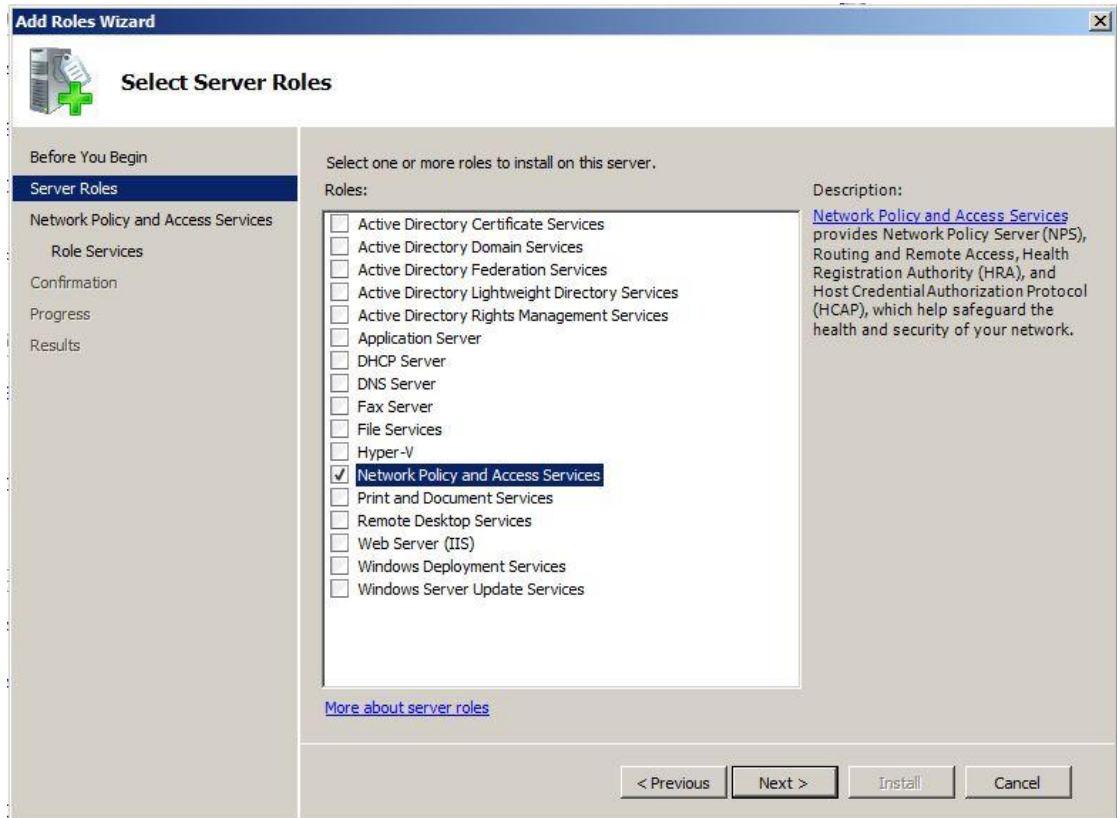 Add Roles Wizard
Select Server Roles
Before You Begin
Server Roles
Network Policy and Access Services
Role Services
Confirmation
Progress
Results
Select one or more roles to install on this server.
Roles:
Active Directory Certificate Services
Active Directory Domain Services
Active Directory Federation Services
Active Directory Lightweight Directory Services
Active Directory Rights Management Services
Application Server
DHCP Server
DNS Server
Fax Server
File Services
Hyper-V
Network Policy and Access Services
Print and Document Services
Remote Desktop Services
Web Server (IIS)
Windows Deployment Services
Windows Server Update Services
More about server roles
Description:
Network Policy and Access Services
provides Network Policy Server (NPS),
Routing and Remote Access, Health
Registration Authority (HRA), and
Host Credential Authorization Protocol
(HCAP), which help safeguard the
health and security of your network.
< Previous
Next >
Install
Cancel